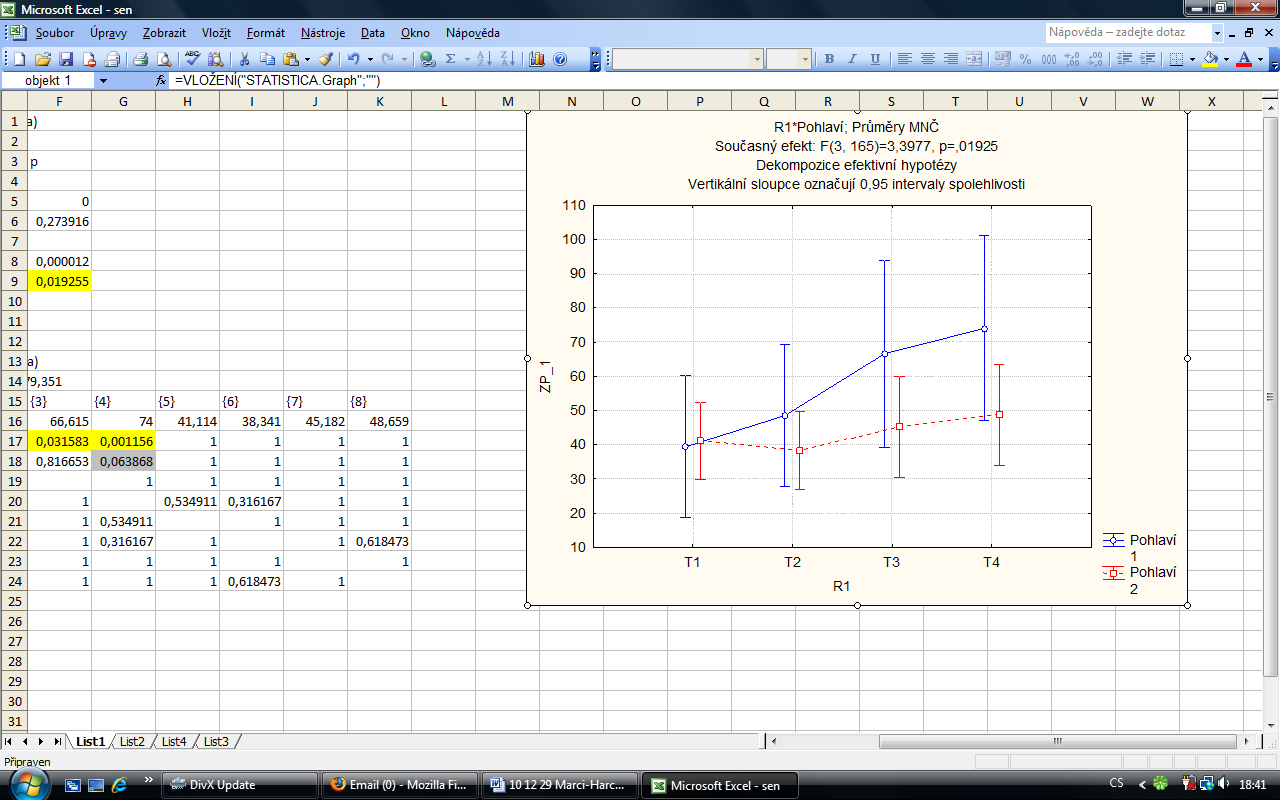 Microsoft Excel - sen
Soubor Úpravy Zobrazit Vložit Formát Nástroje Data Okno Nápověda
Nápověda – zadejte dotaz
objekt 1 fx =VLOŽENÍ("STATISTICA.Graph";"")
F G H I J K L M N O P Q R S T U V W X
1 a)
2
3 p
4
5 0
6 0,273916
7
8 0,000012
9 0,019255
10
11
12
13 a)
14 79,351
15 {3} {4} {5} {6} {7} {8}
16 66,615 74 41,114 38,341 45,182 48,659
17 0,031583 0,001156 1 1 1 1
18 0,816653 0,063868 1 1 1 1
19 1 1 1 1 1
20 1 0,534911 0,316167 1 1
21 1 0,534911 1 1 1
22 1 0,316167 1 1 0,618473
23 1 1 1 1 1
24 1 1 1 0,618473 1
25
26
27
28
29
30
31
R1*Pohlaví; Průměry MNČ
Současný efekt: F(3, 165)=3,3977, p=,01925
Dekompozice efektivní hypotézy
Vertikální sloupce označují 0,95 intervaly spolehlivosti
110
100
90
80
70
60
50
40
30
20
10
ZP_1
T1 T2 T3 T4
R1
Pohlaví
1
Pohlaví
2
List1 List2 List4 List3
Připraven
DivX Update
Email (0) - Mozilla Fi...
10 12 29 Marci-Harc...
Microsoft Excel - sen
CS
18:41